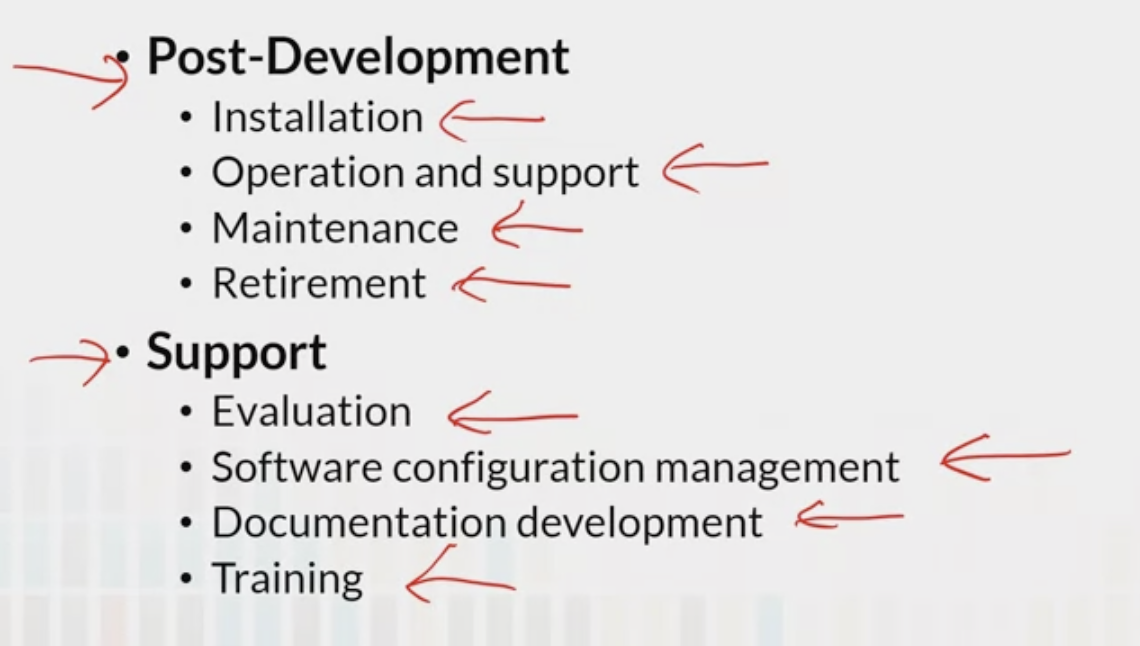 • Post-Development
• Installation
• Operation and support
• Maintenance
• Retirement
• Support
• Evaluation
• Software configuration management
• Documentation development
• Training